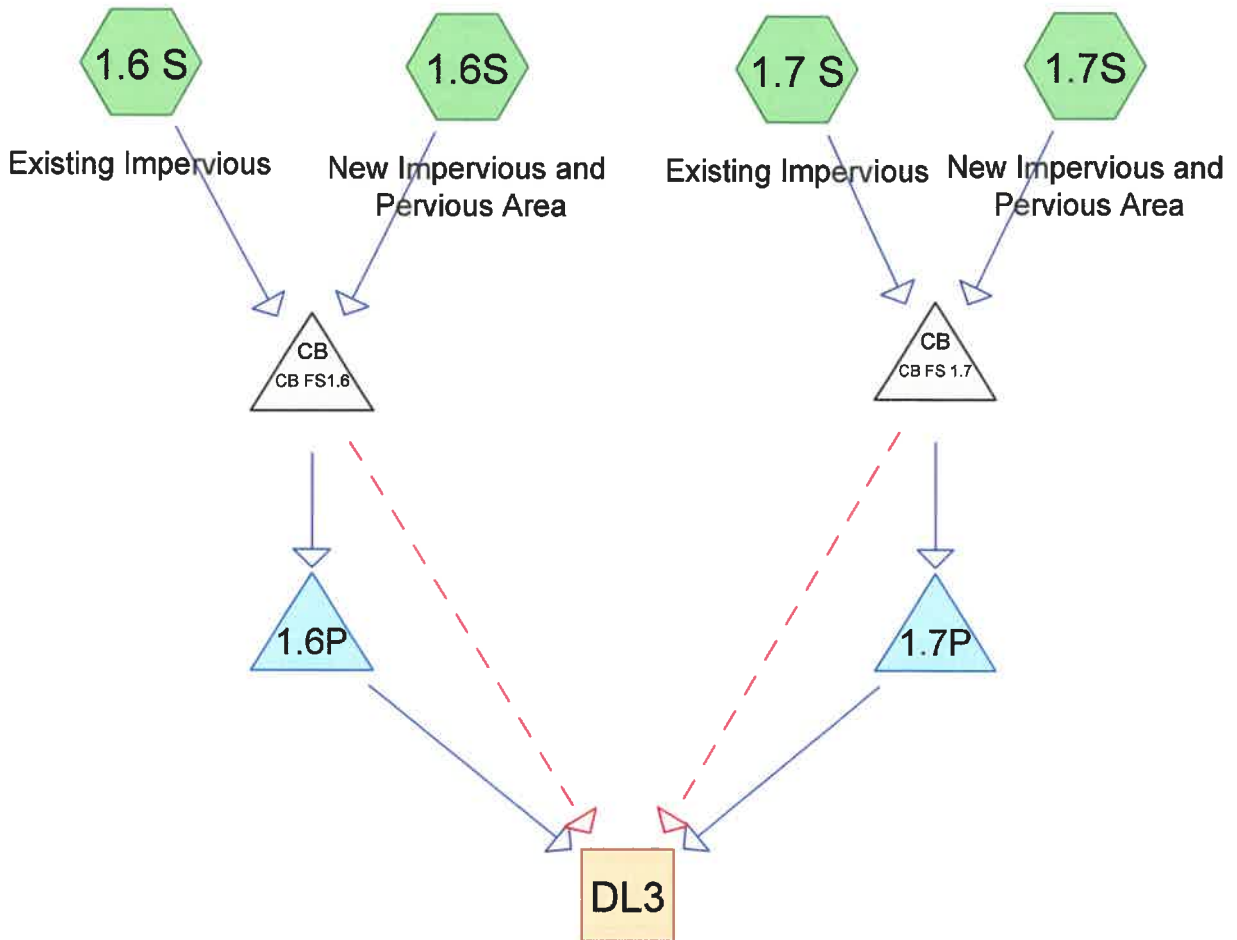 1.6 S
1.6S
1.7 S
1.7S
Existing Impervious
New Impervious and
Pervious Area
Existing Impervious
New Impervious and
Pervious Area
CB
CB FS1.6
CB
CB FS 1.7
1.6P
1.7P
DL3